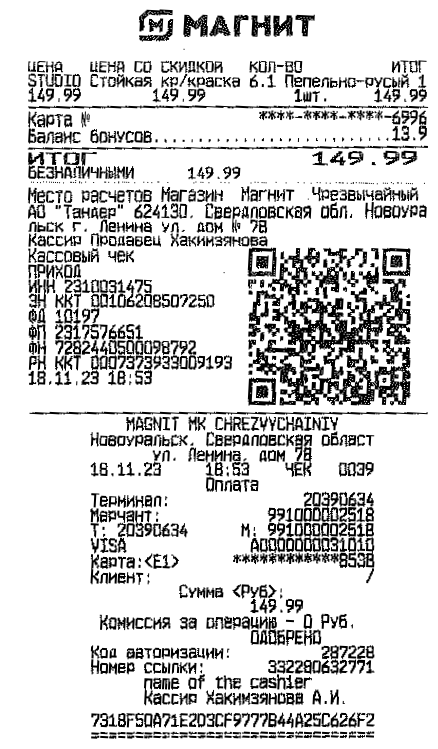 МАГНИТ
ЦЕНА ЦЕНА СО СКИДКОЙ КОЛ-ВО ИТОГ
STUDIO Стойкая кр/краска 6.1 Пепельно-русый 1
149.99 149.99 1шт. 149.99
Карта № ****-****-****-6996
Баланс бонусов..................................13.9
ИТОГ 149.99
БЕЗНАЛИЧНЫМИ 149.99
Место расчетов Магазин Магнит Чрезвычайный
АО "Тандер" 624130, Свердловская обл, Новоура
льск г, Ленина ул, дом № 78
Кассир Продавец Хакимзянова
Кассовый чек
ПРИХОД
ИНН 2310031475
ЗН ККТ 00106208507250
ФД 10197
ФП 2317576651
ФН 7282440500098792
РН ККТ 0007373933009193
18.11.23 18:53
MAGNIT MK CHREZVYCHAINIY
Новоуральск, Свердловская област
ул. Ленина, дом 78
18.11.23 18:53 ЧЕК 0039
Оплата
Терминал: 20390634
Мерчант: 991000002518
Т: 20390634 М: 991000002518
VISA A0000000031010
Карта:<E1> ************8538
Клиент: /
Сумма <Руб>:
149.99
Комиссия за операцию - 0 Руб.
ОДОБРЕНО
Код авторизации: 287228
Номер ссылки: 332280632771
name of the cashier
Кассир Хакимзянова А.И.
7318F50A71E2D3CF9777B44A25C626F2
================================